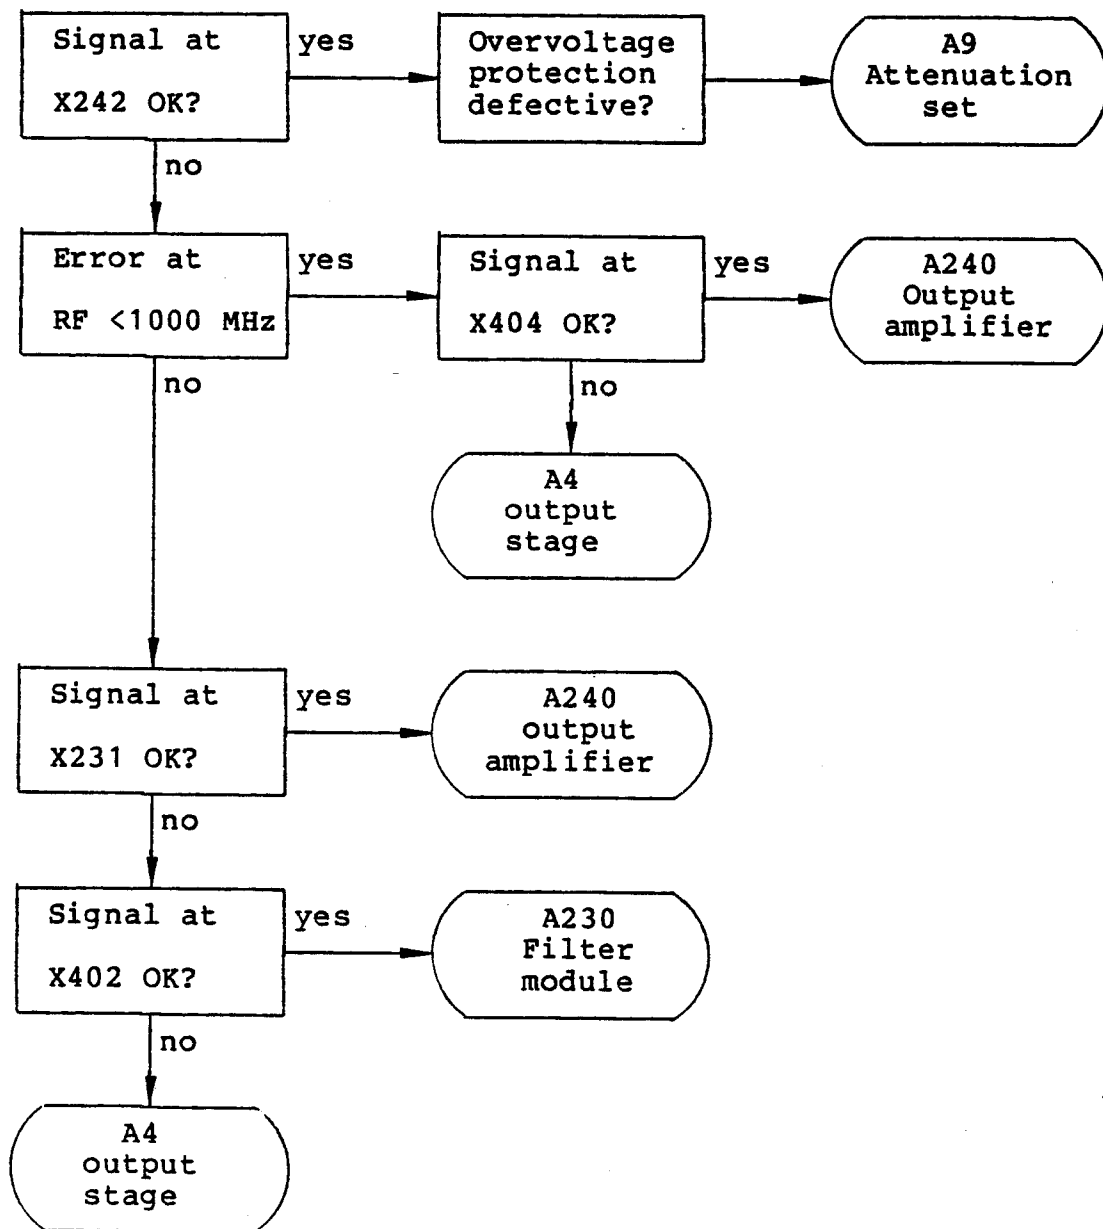 Signal at
X242 OK?
yes
Overvoltage
protection
defective?
A9
Attenuation
set
no
Error at
RF <1000 MHz
yes
Signal at
X404 OK?
yes
A240
Output
amplifier
no
no
A4
output
stage
Signal at
X231 OK?
yes
A240
output
amplifier
no
Signal at
X402 OK?
yes
A230
Filter
module
no
A4
output
stage